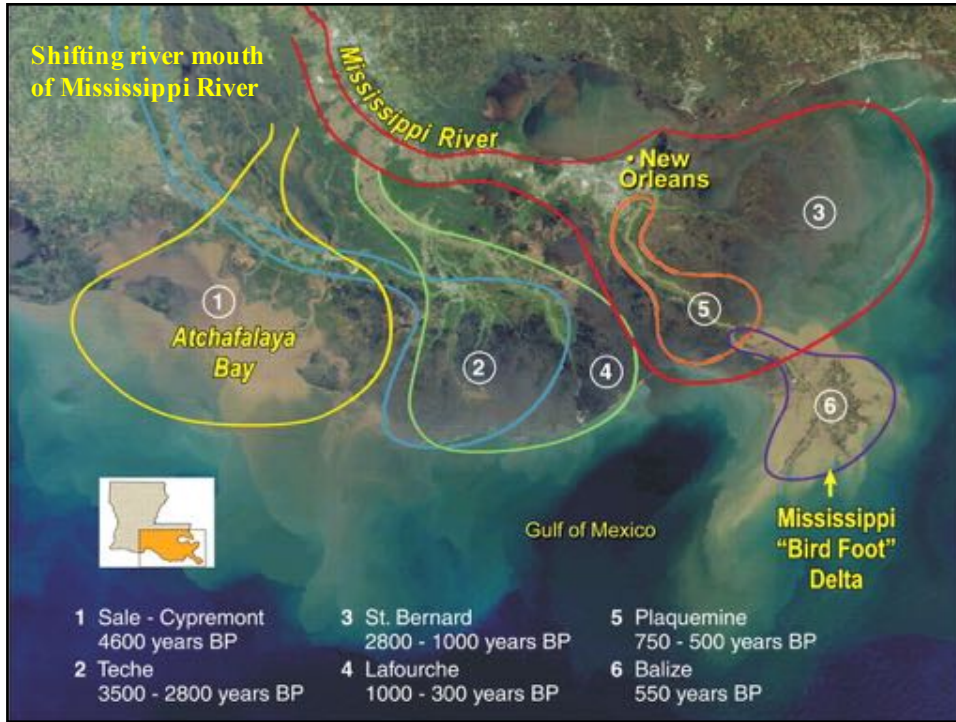 Shifting river mouth
of Mississippi River
Mississippi River
• New
Orleans
3
1
Atchafalaya
Bay
5
2
4
6
Gulf of Mexico
Mississippi
“Bird Foot”
Delta
1 Sale - Cypremont
4600 years BP
2 Teche
3500 - 2800 years BP
3 St. Bernard
2800 - 1000 years BP
4 Lafourche
1000 - 300 years BP
5 Plaquemine
750 - 500 years BP
6 Balize
550 years BP